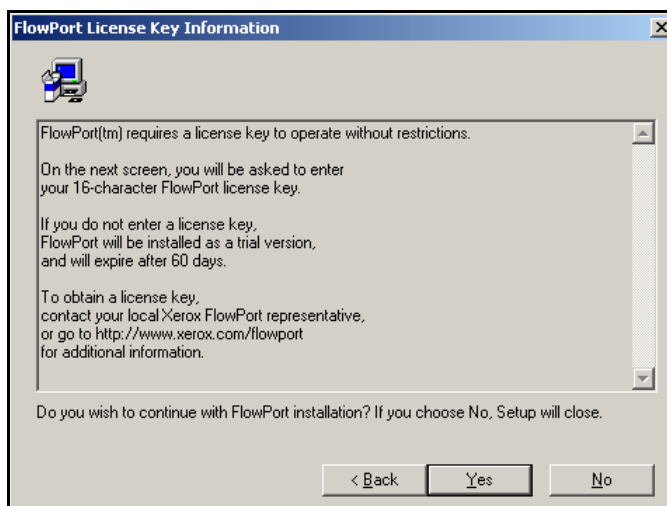 FlowPort License Key Information
FlowPort(tm) requires a license key to operate without restrictions.
On the next screen, you will be asked to enter
your 16-character FlowPort license key.
If you do not enter a license key,
FlowPort will be installed as a trial version,
and will expire after 60 days.
To obtain a license key,
contact your local Xerox FlowPort representative,
or go to http://www.xerox.com/flowport
for additional information.
Do you wish to continue with FlowPort installation? If you choose No, Setup will close.
< Back Yes No